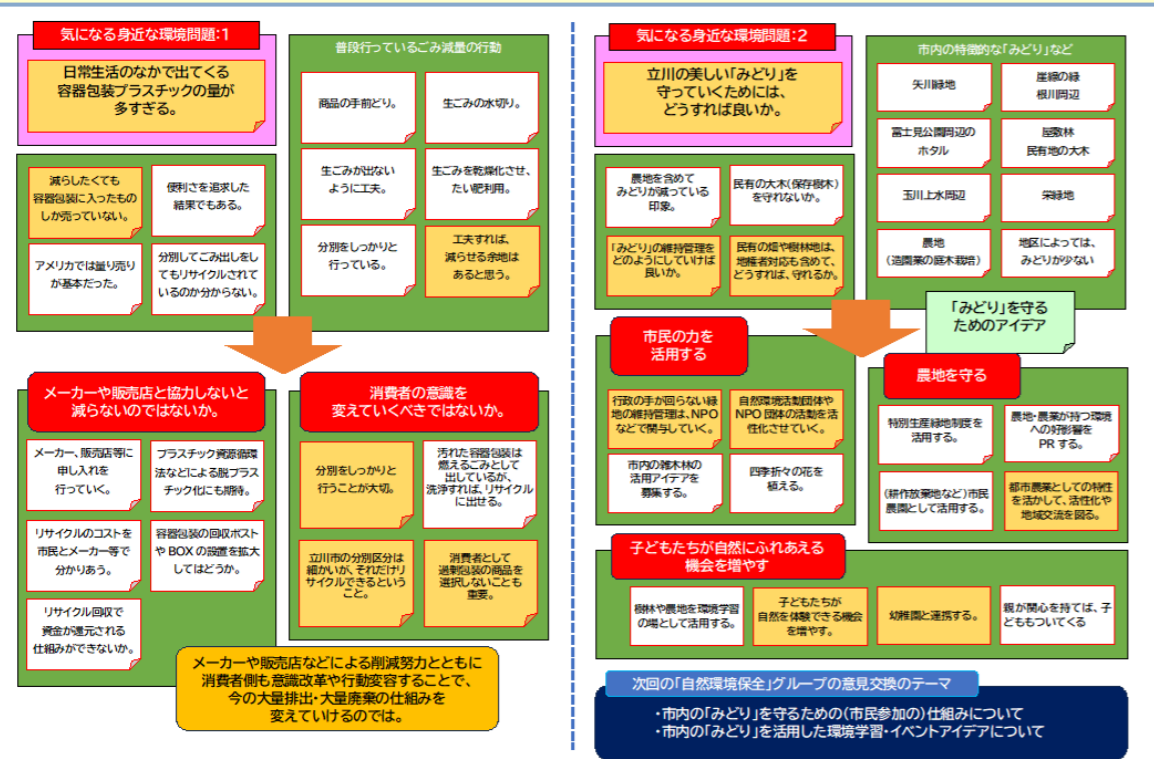 気になる身近な環境問題:1
日常生活のなかで出てくる
容器包装プラスチックの量が
多すぎる。
普段行っているごみ減量の行動
商品の手前どり。
生ごみの水切り。
生ごみが出ない
ように工夫。
生ごみを乾燥化させ、
たい肥利用。
分別をしっかりと
行っている。
工夫すれば、
減らせる余地は
あると思う。
減らしたくても
容器包装に入ったもの
しか売っていない。
便利さを追求した
結果でもある。
アメリカでは量り売り
が基本だった。
分別してごみ出しをし
てもリサイクルされて
いるのか分からない。
メーカーや販売店と協力しないと
減らないのではないか。
メーカー、販売店等に
申し入れを
行っていく。
プラスチック資源循環
法などによる脱プラス
チック化にも期待。
リサイクルのコストを
市民とメーカー等で
分かりあう。
容器包装の回収ポスト
や BOX の設置を拡大
してはどうか。
リサイクル回収で
資金が還元される
仕組みができないか。
消費者の意識を
変えていくべきではないか。
分別をしっかりと
行うことが大切。
汚れた容器包装は
燃えるごみとして
出しているが、
洗浄すれば、リサイクル
に出せる。
立川市の分別区分は
細かいが、それだけリ
サイクルできるという
こと。
消費者として
過剰包装の商品を
選択しないことも
重要。
メーカーや販売店などによる削減努力とともに
消費者側も意識改革や行動変容することで、
今の大量排出・大量廃棄の仕組みを
変えていけるのでは。
気になる身近な環境問題:2
立川の美しい「みどり」を
守っていくためには、
どうすれば良いか。
市内の特徴的な「みどり」など
矢川緑地
崖線の緑
根川周辺
富士見公園周辺の
ホタル
屋敷林
民有地の大木
玉川上水周辺
栄緑地
農地
(造園業の庭木栽培)
地区によっては、
みどりが少ない
農地を含めて
みどりが減っている
印象。
民有の大木(保存樹木)
を守れないか。
「みどり」の維持管理を
どのようにしていけば
良いか。
民有の畑や樹林地は、
地権者対応も含めて、
どうすれば、守れるか。
「みどり」を守る
ためのアイデア
市民の力を
活用する
行政の手が回らない緑
地の維持管理は、NPO
などで関与していく。
自然環境活動団体や
NPO 団体の活動を活
性化させていく。
市内の雑木林の
活用アイデアを
募集する。
四季折々の花を
植える。
農地を守る
特別生産緑地制度を
活用する。
農地・農業が持つ環境
への好影響を
PR する。
(耕作放棄地など)市民
農園として活用する。
都市農業としての特性
を活かして、活性化や
地域交流を図る。
子どもたちが自然にふれあえる
機会を増やす
樹林や農地を環境学習
の場として活用する。
子どもたちが
自然を体験できる機会
を増やす。
幼稚園と連携する。
親が関心を持てば、子
どももついてくる
次回の「自然環境保全」グループの意見交換のテーマ
・市内の「みどり」を守るための(市民参加の)仕組みについて
・市内の「みどり」を活用した環境学習・イベントアイデアについて